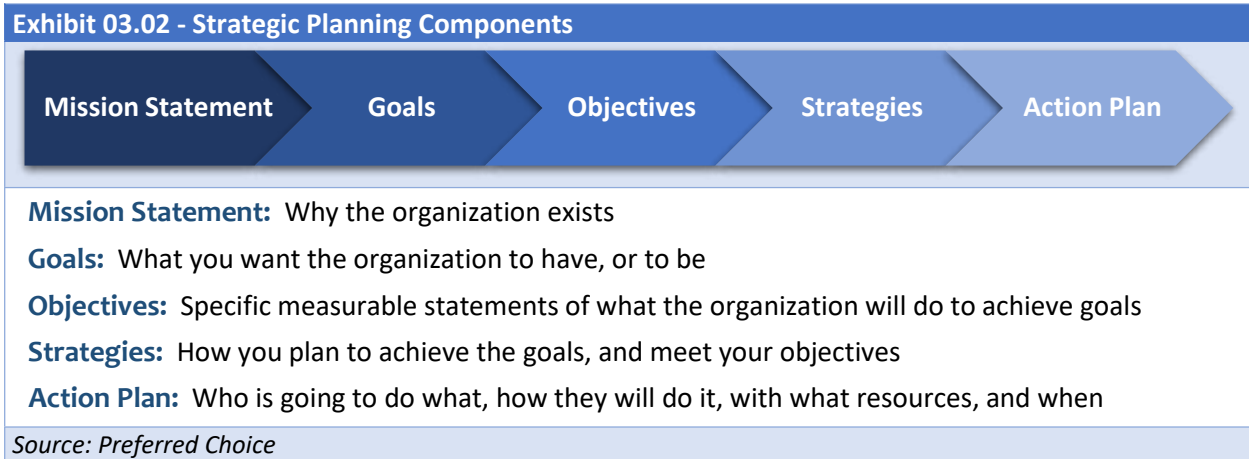 Exhibit 03.02 - Strategic Planning Components
Mission Statement Goals Objectives Strategies Action Plan
Mission Statement: Why the organization exists
Goals: What you want the organization to have, or to be
Objectives: Specific measurable statements of what the organization will do to achieve goals
Strategies: How you plan to achieve the goals, and meet your objectives
Action Plan: Who is going to do what, how they will do it, with what resources, and when
Source: Preferred Choice